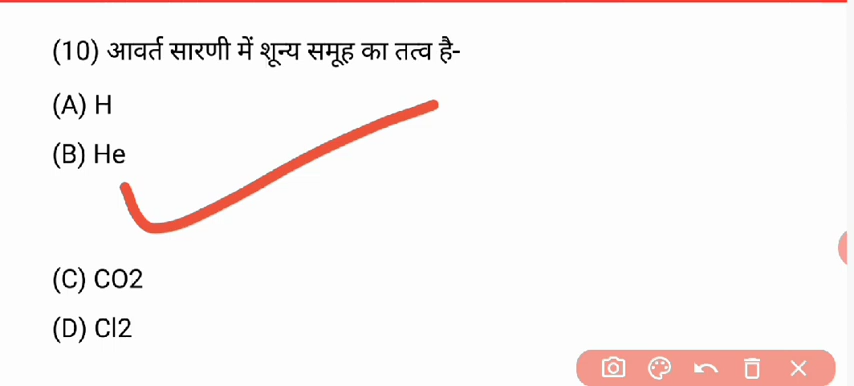 (10) आवर्त सारणी में शून्य समूह का तत्व है-
(A) H
(B) He
(C) CO2
(D) Cl2